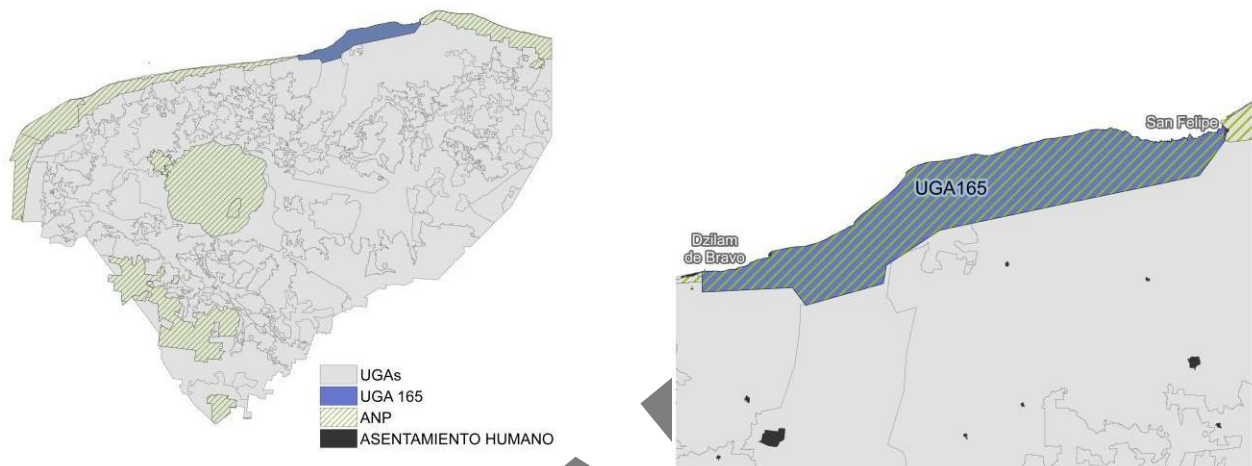 UGAs
UGA 165
ANP
ASENTAMIENTO HUMANO
San Felipe
UGA165
Dzilam
de Bravo